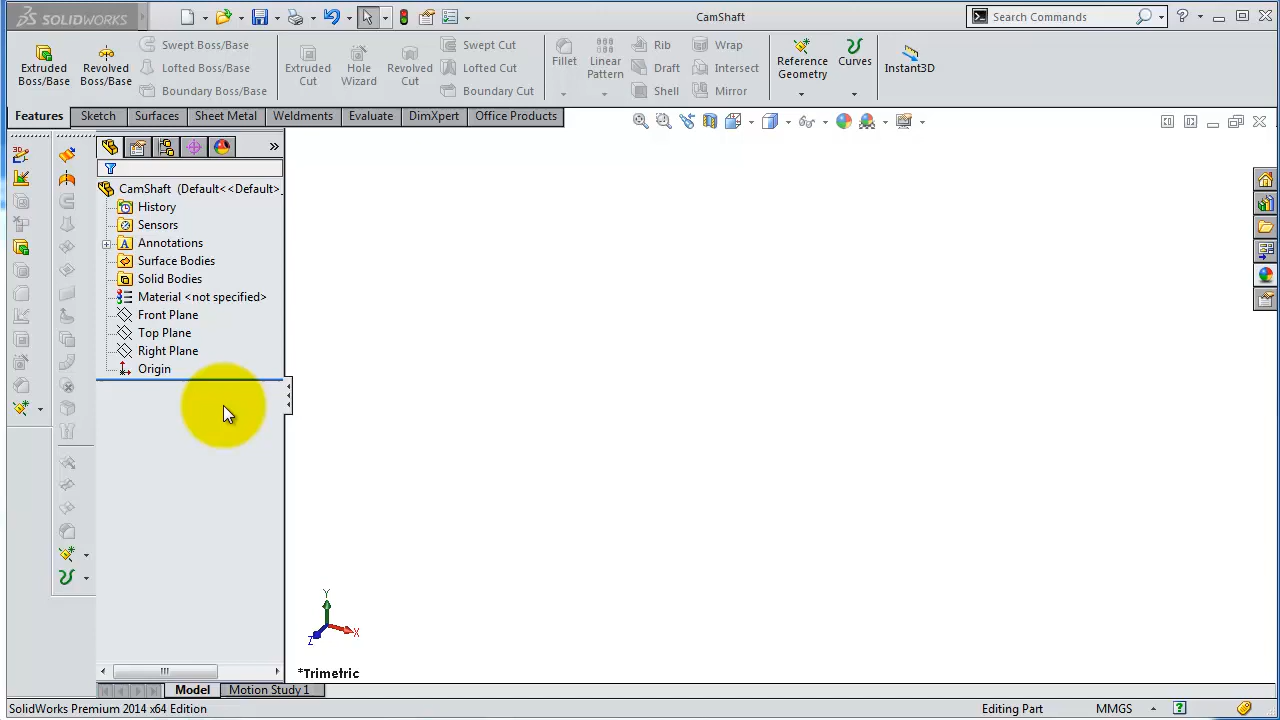 SOLIDWORKS
CamShaft
Search Commands
Extruded Boss/Base
Revolved Boss/Base
Swept Boss/Base
Lofted Boss/Base
Boundary Boss/Base
Extruded Cut
Hole Wizard
Revolved Cut
Swept Cut
Lofted Cut
Boundary Cut
Fillet
Linear Pattern
Rib
Draft
Shell
Wrap
Intersect
Mirror
Reference Geometry
Curves
Instant3D
Features
Sketch
Surfaces
Sheet Metal
Weldments
Evaluate
DimXpert
Office Products
CamShaft (Default<<Default>
History
Sensors
Annotations
Surface Bodies
Solid Bodies
Material <not specified>
Front Plane
Top Plane
Right Plane
Origin
Y
X
Z
*Trimetric
Model
Motion Study 1
SolidWorks Premium 2014 x64 Edition
Editing Part
MMGS